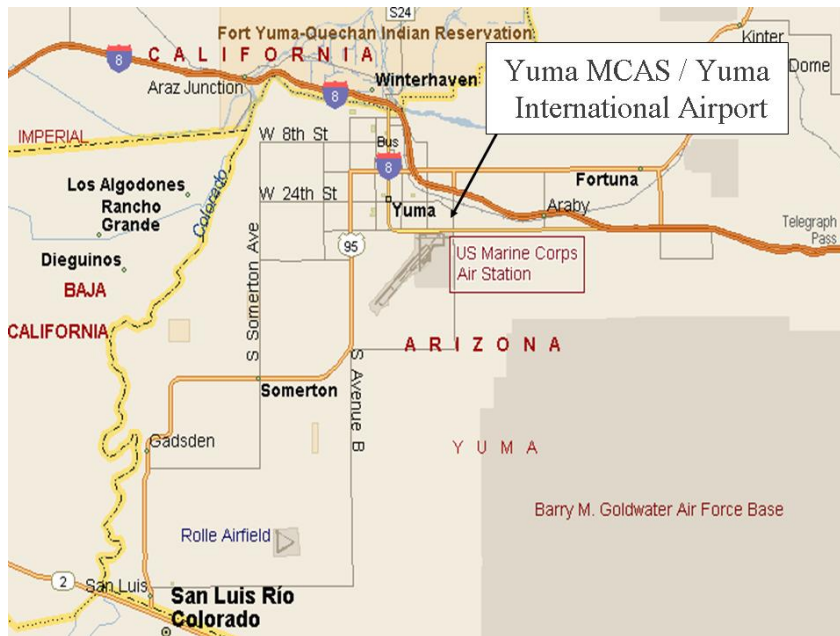 S24
Fort Yuma-Quechan Indian Reservation
CALIFORNIA
8
Araz Junction
8
Winterhaven
Kinter
Dome
Yuma MCAS / Yuma
International Airport
IMPERIAL
W 8th St
Bus
8
Los Algodones
Rancho
Grande
Colorado
W 24th St
Yuma
Fortuna
Araby
Telegraph
Pass
Dieguinos
95
US Marine Corps
Air Station
BAJA
CALIFORNIA
S Somerton Ave
ARIZONA
S Avenue B
Somerton
Gadsden
YUMA
Barry M. Goldwater Air Force Base
Rolle Airfield
2
San Luis
San Luis Río
Colorado